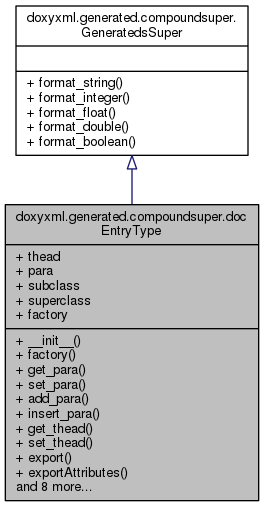 doxyxml.generated.compoundsuper.
GeneratedsSuper
+ format_string()
+ format_integer()
+ format_float()
+ format_double()
+ format_boolean()
doxyxml.generated.compoundsuper.doc
EntryType
+ thead
+ para
+ subclass
+ superclass
+ factory
+ __init__()
+ factory()
+ get_para()
+ set_para()
+ add_para()
+ insert_para()
+ get_thead()
+ set_thead()
+ export()
+ exportAttributes()
and 8 more...